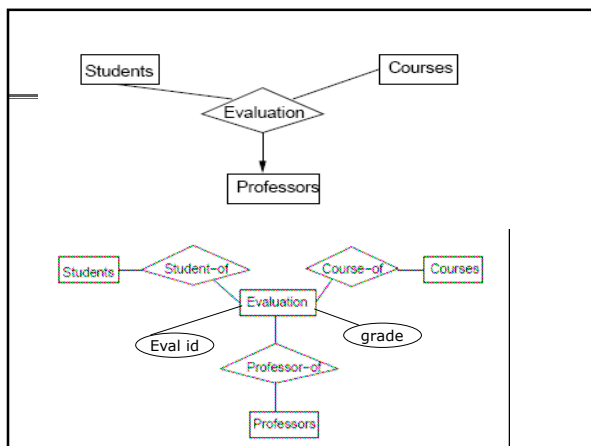 Students
Courses
Evaluation
Professors
Students
Student-of
Course-of
Courses
Evaluation
Eval id
grade
Professor-of
Professors